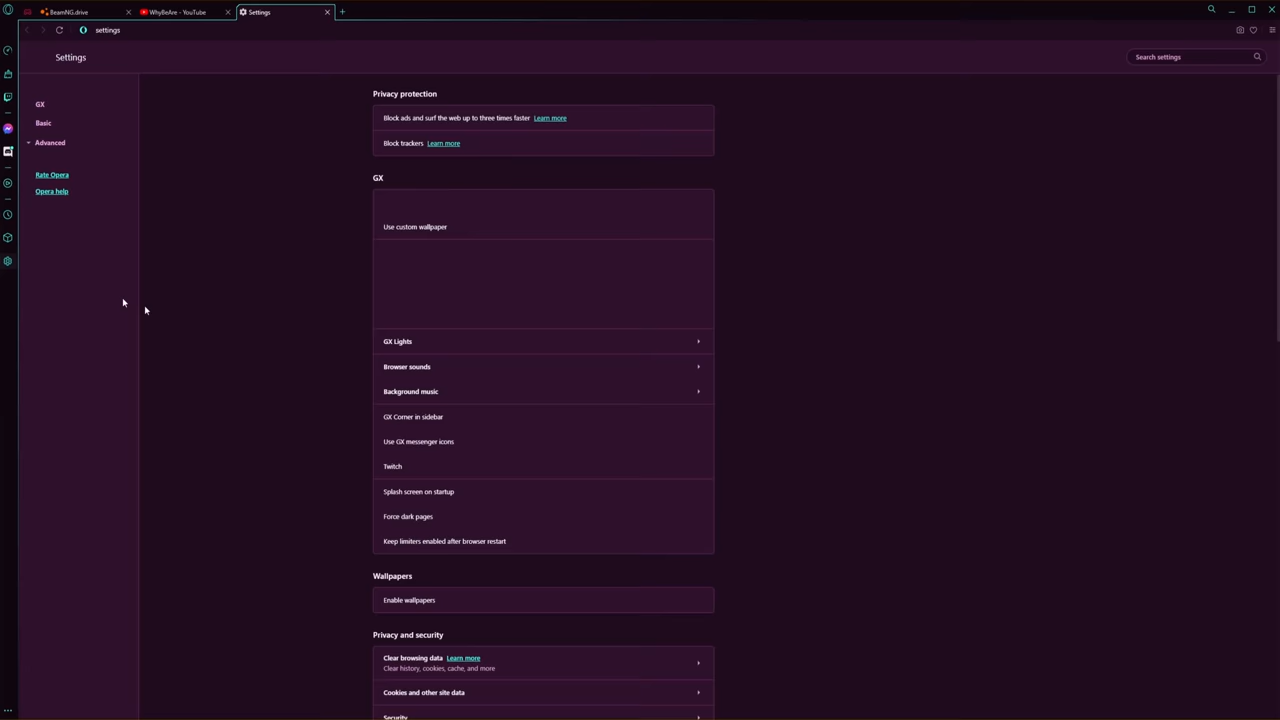 BeamNG.drive
WhyBeAre - YouTube
Settings
settings
Settings
Search settings
GX
Basic
Advanced
Rate Opera
Opera help
Privacy protection
Block ads and surf the web up to three times faster Learn more
Block trackers Learn more
GX
Use custom wallpaper
GX Lights
Browser sounds
Background music
GX Corner in sidebar
Use GX messenger icons
Twitch
Splash screen on startup
Force dark pages
Keep limiters enabled after browser restart
Wallpapers
Enable wallpapers
Privacy and security
Clear browsing data Learn more
Clear history, cookies, cache, and more
Cookies and other site data
Security